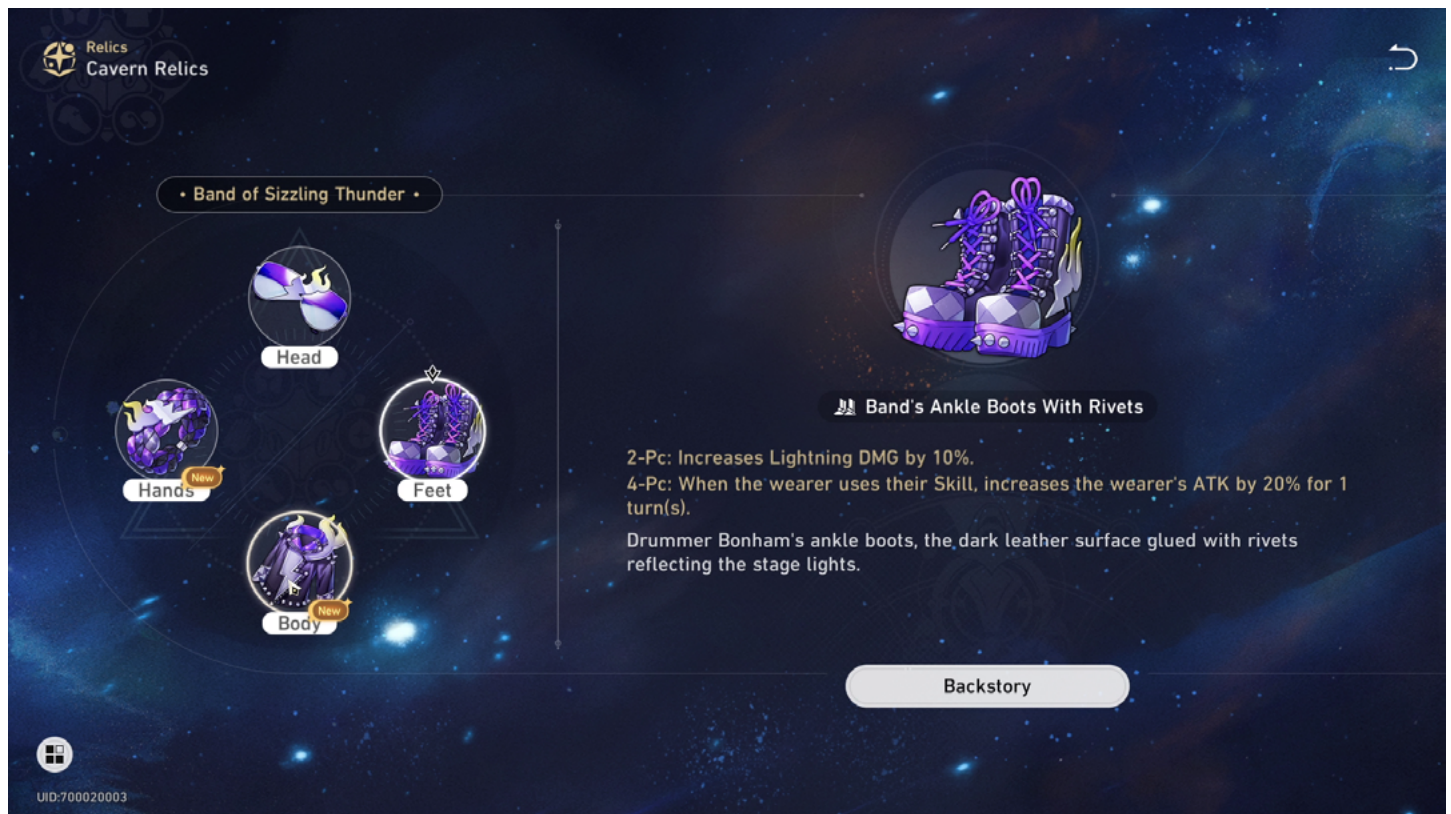 Relics
Cavern Relics
• Band of Sizzling Thunder •
Head
Hands
New
Feet
Body
New
Band's Ankle Boots With Rivets
2-Pc: Increases Lightning DMG by 10%.
4-Pc: When the wearer uses their Skill, increases the wearer's ATK by 20% for 1
turn(s).
Drummer Bonham's ankle boots, the dark leather surface glued with rivets
reflecting the stage lights.
Backstory
UID:700020003